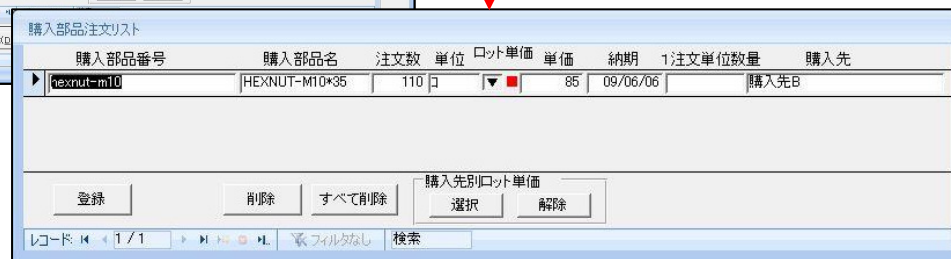 購入部品注文リスト
購入部品番号 購入部品名 注文数 単位 ロット単価 単価 納期 1注文単位数量 購入先
hexnut-m10 HEXNUT-M10*35 110 コ 85 09/06/06 購入先B
購入先別ロット単価
登録 削除 すべて削除 選択 解除
レコード: 1 / 1 フィルタなし 検索